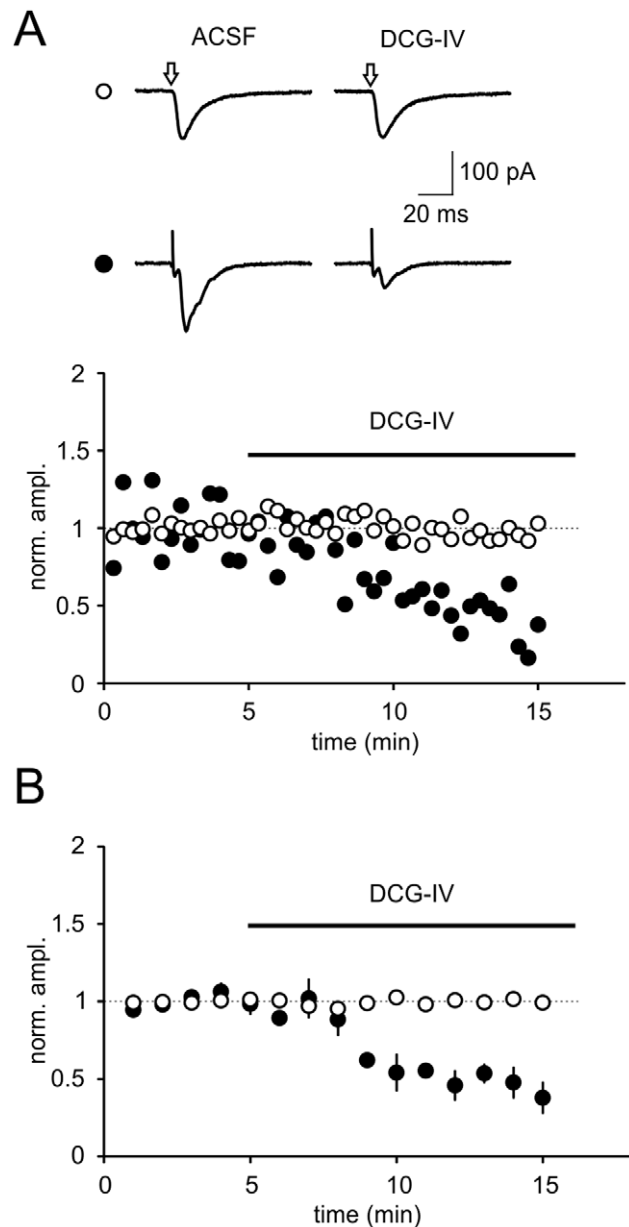 A
ACSF DCG-IV
100 pA
20 ms
2
DCG-IV
1.5
1
0.5
0
norm. ampl.
0 5 10 15
time (min)
B
2
DCG-IV
1.5
1
0.5
0
norm. ampl.
0 5 10 15
time (min)